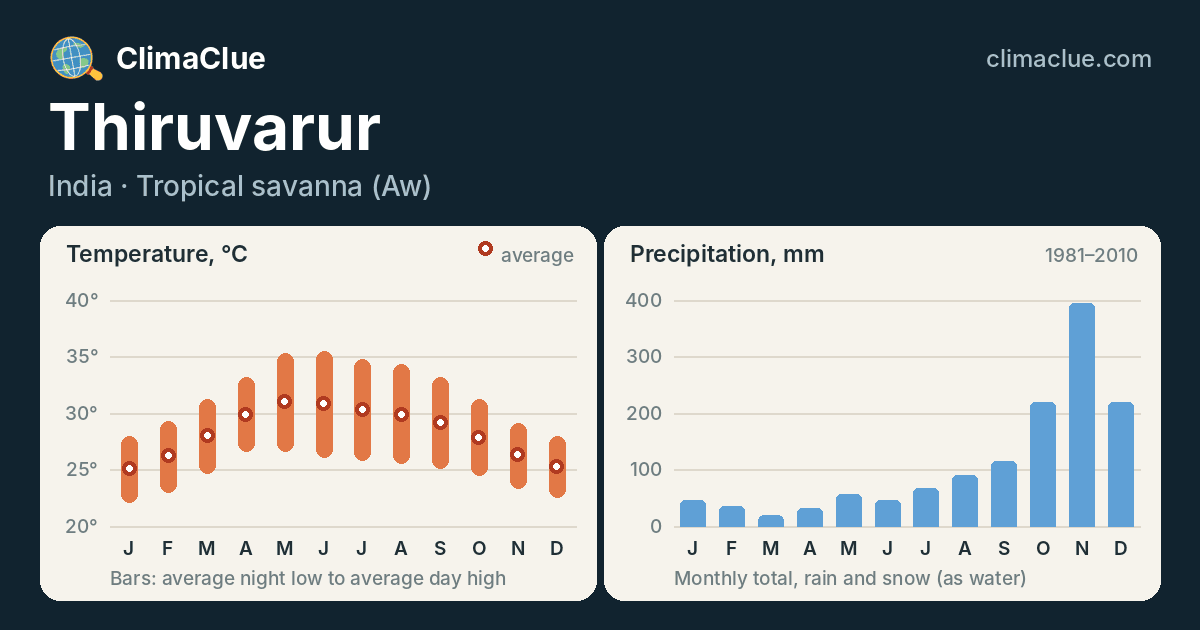 ClimaClue
climaclue.com
Thiruvarur
India · Tropical savanna (Aw)
Temperature, °C
average
40°
35°
30°
25°
20°
J F M A M J J A S O N D
Bars: average night low to average day high
Precipitation, mm
1981–2010
400
300
200
100
0
J F M A M J J A S O N D
Monthly total, rain and snow (as water)